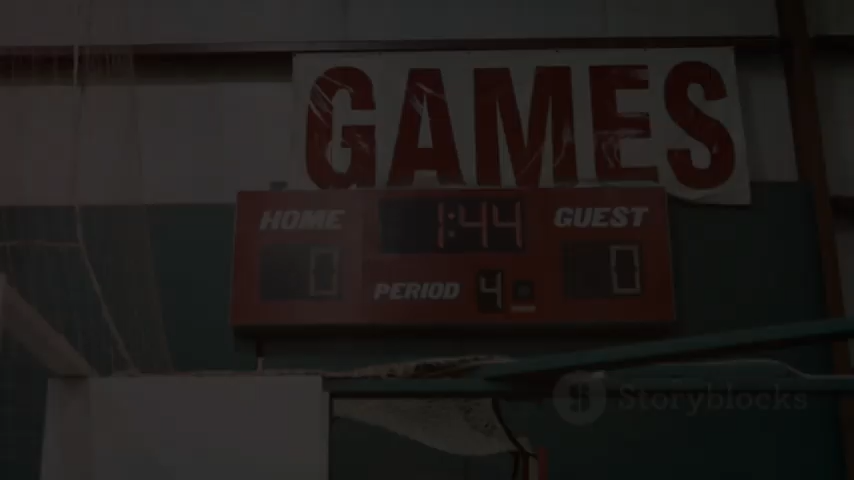 GAMES
HOME 1:44 GUEST
0 0
PERIOD 4
Storyblocks